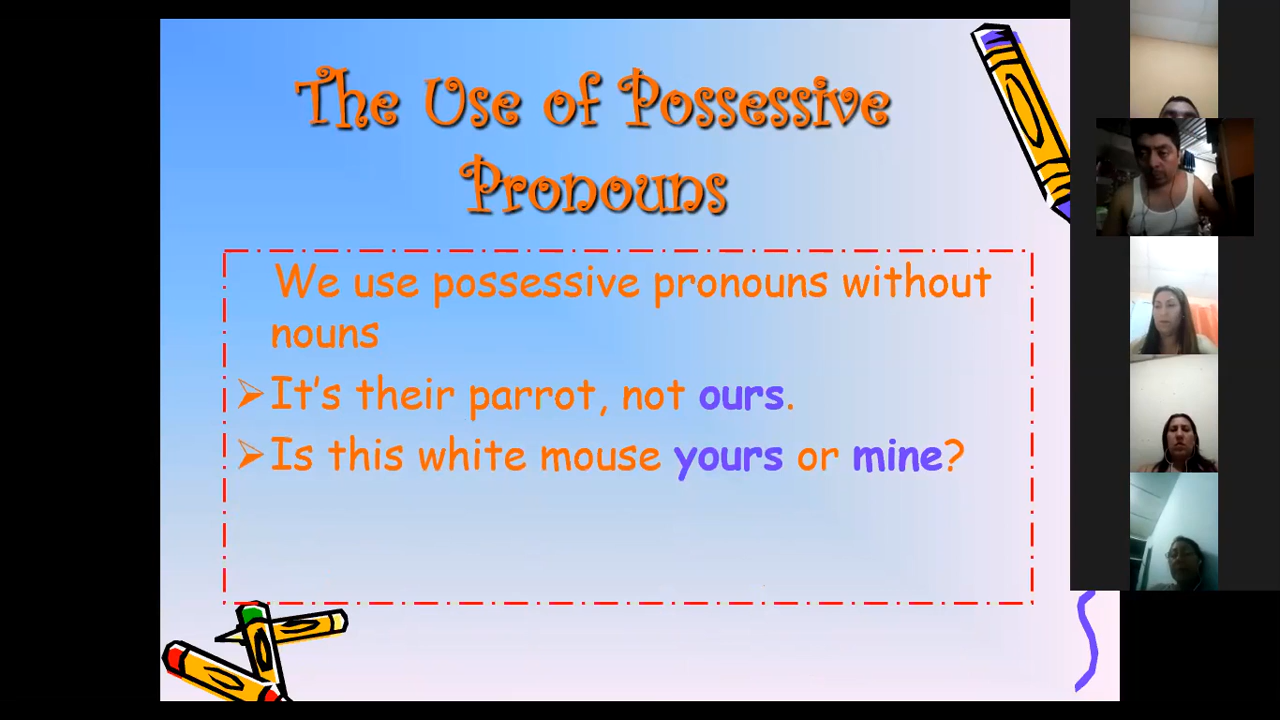 The Use of Possessive
Pronouns
We use possessive pronouns without
nouns
It's their parrot, not ours.
Is this white mouse yours or mine?